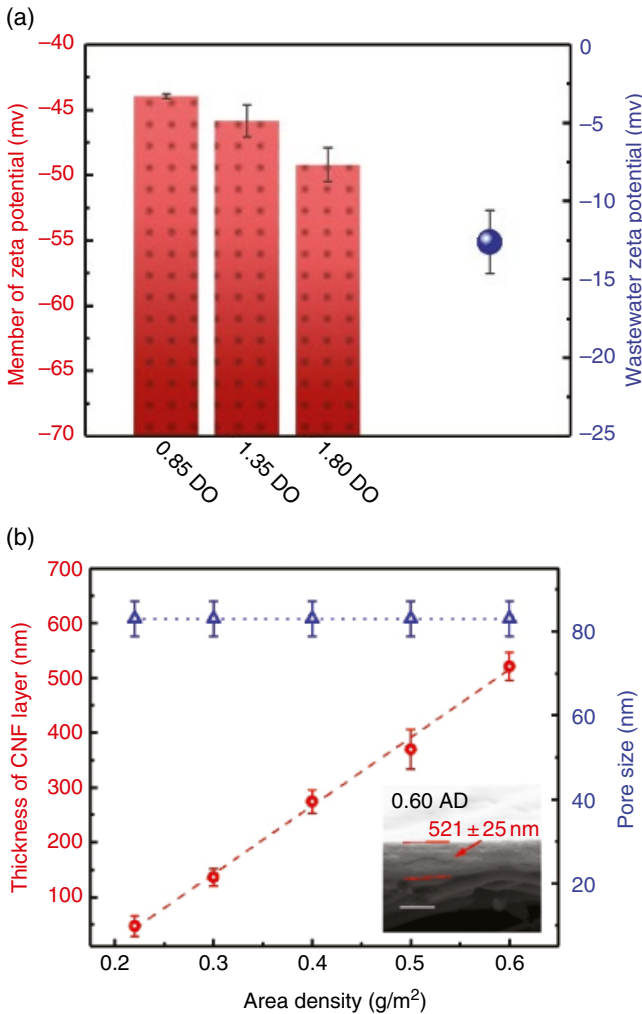 (a)
Member of zeta potential (mv)
–40
–45
–50
–55
–60
–65
–70
0.85 DO
1.35 DO
1.80 DO
0
–5
–10
–15
–20
–25
Wastewater zeta potential (mv)
(b)
Thickness of CNF layer (nm)
700
600
500
400
300
200
100
0.2
0.3
0.4
0.5
0.6
Area density (g/m²)
80
60
40
20
Pore size (nm)
0.60 AD
521 ± 25 nm